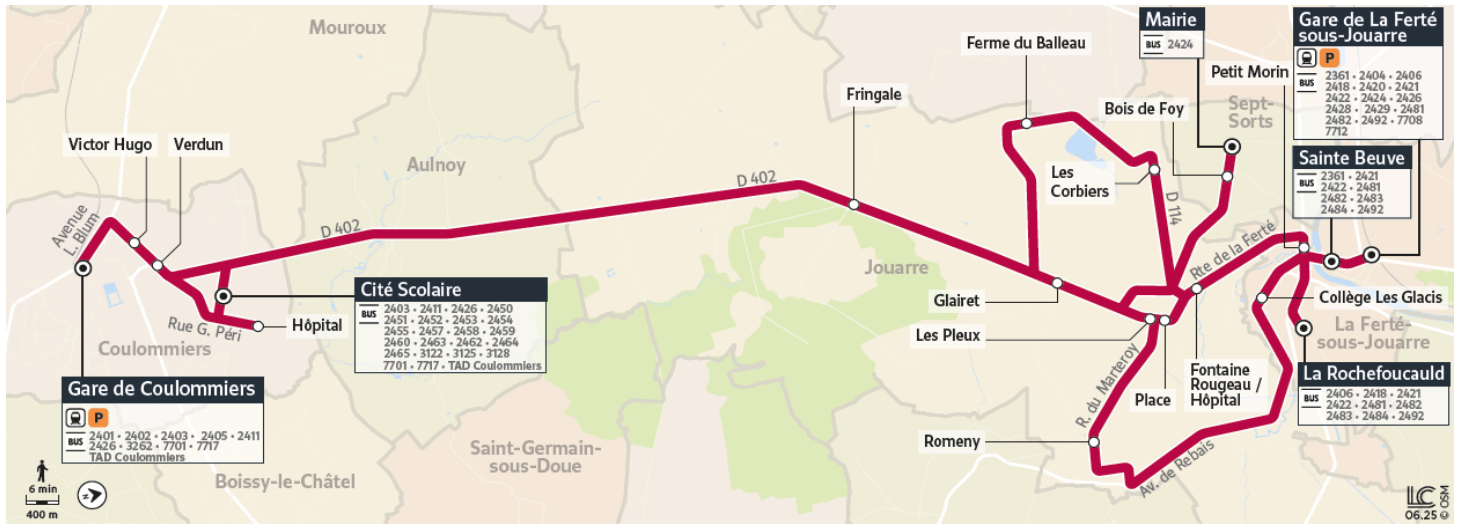 Mouroux
Mairie
BUS 2424
Gare de La Ferté
sous-Jouarre
P
BUS 2361 • 2404 • 2406
2418 • 2420 • 2421
2422 • 2424 • 2426
2428 • 2429 • 2481
2482 • 2492 • 7708
7712
Ferme du Balleau
Petit Morin
Fringale
Bois de Foy
Sept-
Sorts
Victor Hugo
Verdun
Aulnoy
Sainte Beuve
BUS 2361 • 2421
2422 • 2481
2482 • 2483
2484 • 2492
Les
Corbiers
D 402
D 114
Avenue
L. Blum
D 402
Rte de la Ferté
Jouarre
Cité Scolaire
BUS 2403 • 2411 • 2426 • 2450
2451 • 2452 • 2453 • 2454
2455 • 2457 • 2458 • 2459
2460 • 2463 • 2462 • 2464
2465 • 3122 • 3125 • 3128
7701 • 7717 • TAD Coulommiers
Glairet
Collège Les Glacis
Rue G. Péri
Hôpital
Les Pleux
La Ferté-
sous-Jouarre
Coulommiers
Gare de Coulommiers
P
BUS 2401 • 2402 • 2403 • 2405 • 2411
2426 • 3262 • 7701 • 7717
TAD Coulommiers
R. du Marteroy
Place
Fontaine
Rougeau /
Hôpital
La Rochefoucauld
BUS 2406 • 2418 • 2421
2422 • 2481 • 2482
2483 • 2484 • 2492
Romeny
Saint-Germain-
sous-Doue
Av. de Rebais
Boissy-le-Châtel
6 min
400 m
LC
06.25 © OSM